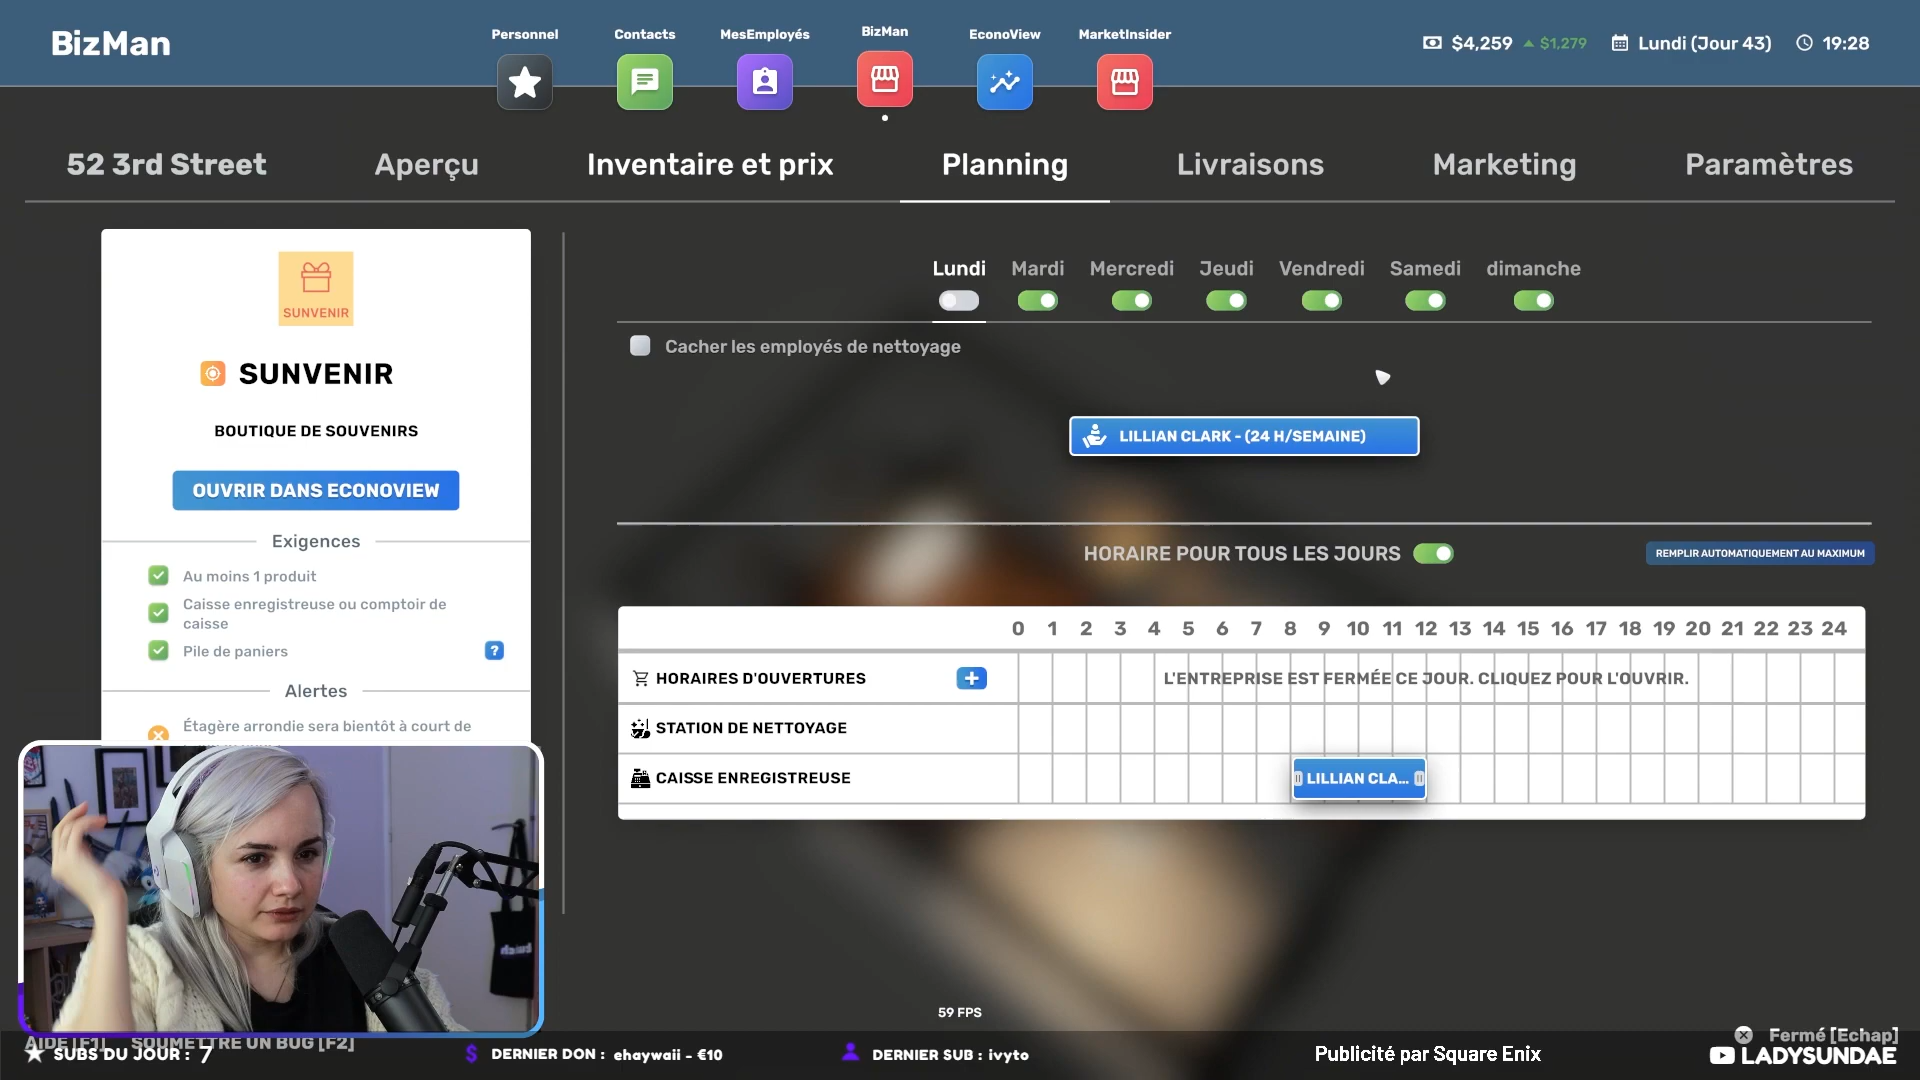 BizMan
Personnel
Contacts
MesEmployés
BizMan
EconoView
MarketInsider
$4,259 $1,279 Lundi (Jour 43) 19:28
52 3rd Street
Aperçu
Inventaire et prix
Planning
Livraisons
Marketing
Paramètres
SUNVENIR
SUNVENIR
BOUTIQUE DE SOUVENIRS
OUVRIR DANS ECONOVIEW
Exigences
Au moins 1 produit
Caisse enregistreuse ou comptoir de
caisse
Pile de paniers
?
Alertes
Étagère arrondie sera bientôt à court de
Lundi Mardi Mercredi Jeudi Vendredi Samedi dimanche
Cacher les employés de nettoyage
LILLIAN CLARK - (24 H/SEMAINE)
HORAIRE POUR TOUS LES JOURS
REMPLIR AUTOMATIQUEMENT AU MAXIMUM
0 1 2 3 4 5 6 7 8 9 10 11 12 13 14 15 16 17 18 19 20 21 22 23 24
HORAIRES D'OUVERTURES
L'ENTREPRISE EST FERMÉE CE JOUR. CLIQUEZ POUR L'OUVRIR.
STATION DE NETTOYAGE
CAISSE ENREGISTREUSE
LILLIAN CLA...
59 FPS
AIDE [F1] SOUMETTRE UN BUG [F2]
Fermé [Echap]
SUBS DU JOUR : 7
DERNIER DON : ehaywaii - €10
DERNIER SUB : ivyto
Publicité par Square Enix
LADYSUNDAE